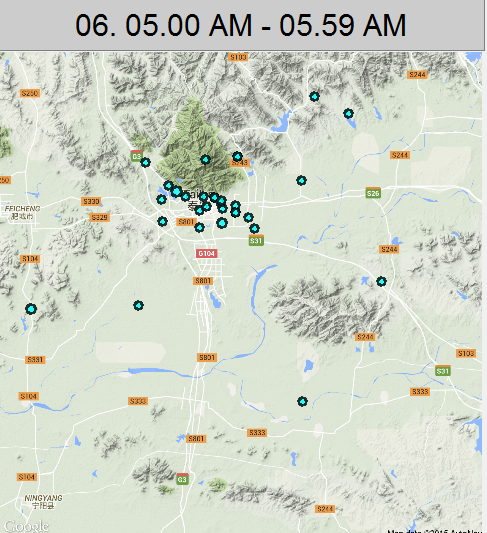 06. 05.00 AM - 05.59 AM
S103
S244
S250
G3
S243
S244
S250
S330
S26
FEICHENG
肥城市
S329
S801
S31
G104
S104
S244
S801
S244
S103
S331
S801
S31
S104
S333
S333
S801
S333
S104
G3
NINGYANG
宁阳县
S244
Google
Map data ©2015 AutoNavi